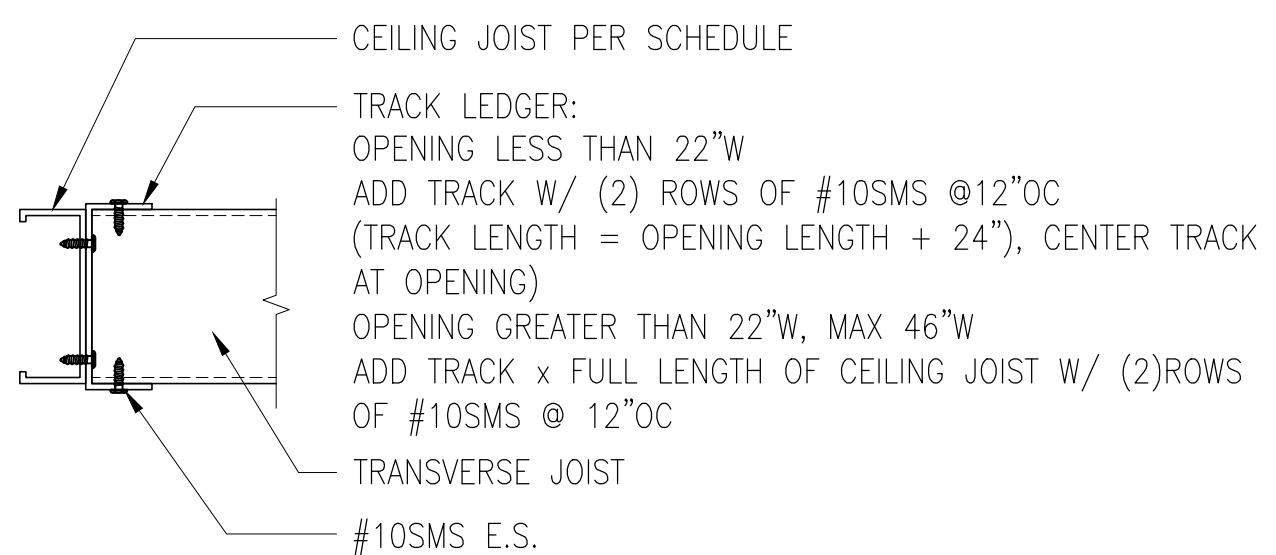 CEILING JOIST PER SCHEDULE
TRACK LEDGER:
OPENING LESS THAN 22”W
ADD TRACK W/ (2) ROWS OF #10SMS @12”OC
(TRACK LENGTH = OPENING LENGTH + 24”), CENTER TRACK
AT OPENING)
OPENING GREATER THAN 22”W, MAX 46”W
ADD TRACK x FULL LENGTH OF CEILING JOIST W/ (2)ROWS
OF #10SMS @ 12”OC
TRANSVERSE JOIST
#10SMS E.S.